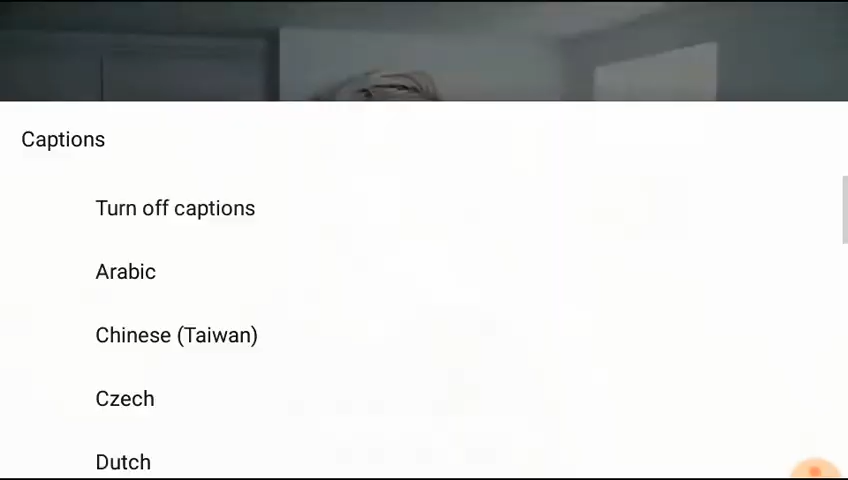 Captions
Turn off captions
Arabic
Chinese (Taiwan)
Czech
Dutch